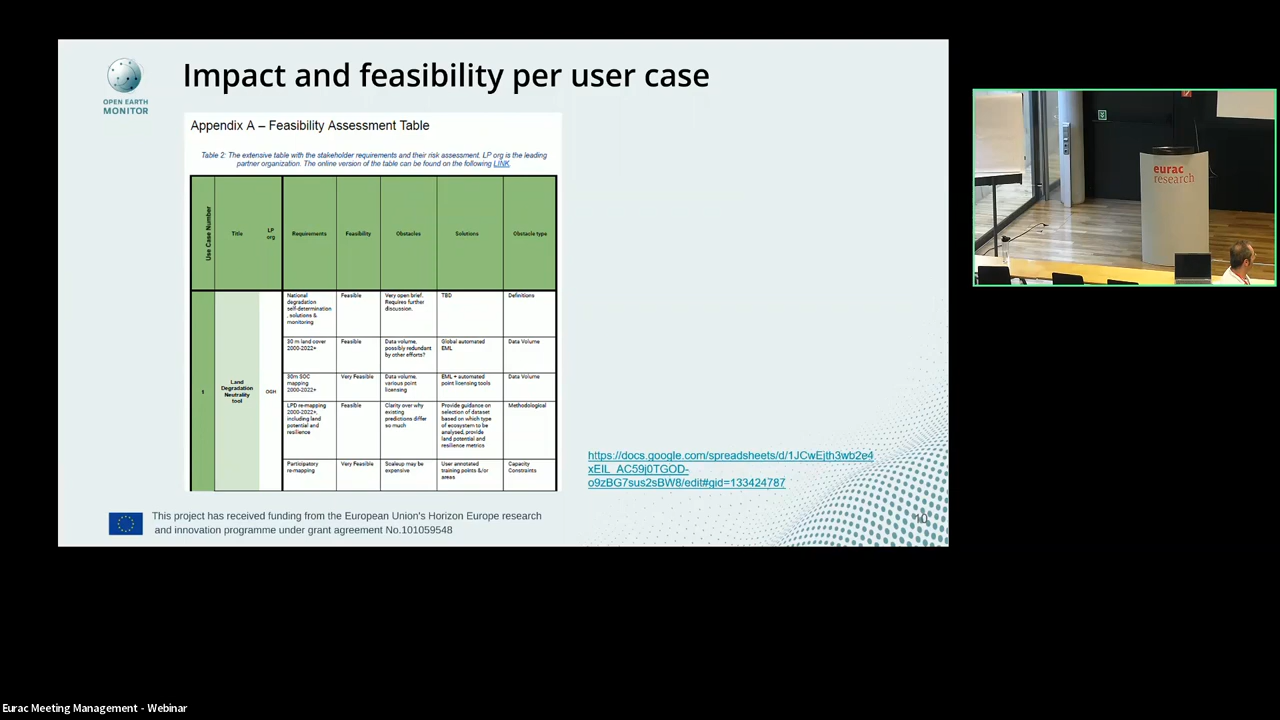 OPEN EARTH
MONITOR
Impact and feasibility per user case
Appendix A – Feasibility Assessment Table
Table 2: The extensive table with the stakeholder requirements and their risk assessment. LP org is the leading
partner organization. The online version of the table can be found on the following LINK.
Use Case Number
Title
LP
org
Requirements
Feasibility
Obstacles
Solutions
Obstacle type
1
Land
Degradation
Neutrality
tool
OGH
National
degradation
self-determination
, solutions &
monitoring
Feasible
Very open brief.
Requires further
discussion.
TBD
Definitions
30 m land cover
2000-2022+
Feasible
Data volume,
possibly redundant
by other efforts?
Global automated
EML
Data Volume
30m SOC
mapping
2000-2022+
Very Feasible
Data volume,
various point
licensing
EML + automated
point licensing tools
Data Volume
LPD re-mapping
2000-2022+,
including land
potential and
resilience
Feasible
Clarity over why
existing
predictions differ
so much
Provide guidance on
selection of dataset
based on which type
of ecosystem to be
analysed, provide
land potential and
resilience metrics
Methodological
Participatory
re-mapping
Very Feasible
Scaleup may be
expensive
User annotated
training points &/or
areas
Capacity
Constraints
https://docs.google.com/spreadsheets/d/1JCwEjth3wb2e4
xEIL_AC59j0TGOD-
o9zBG7sus2sBW8/edit#gid=133424787
This project has received funding from the European Union's Horizon Europe research
and innovation programme under grant agreement No.101059548
10
eurac
research
Eurac Meeting Management - Webinar